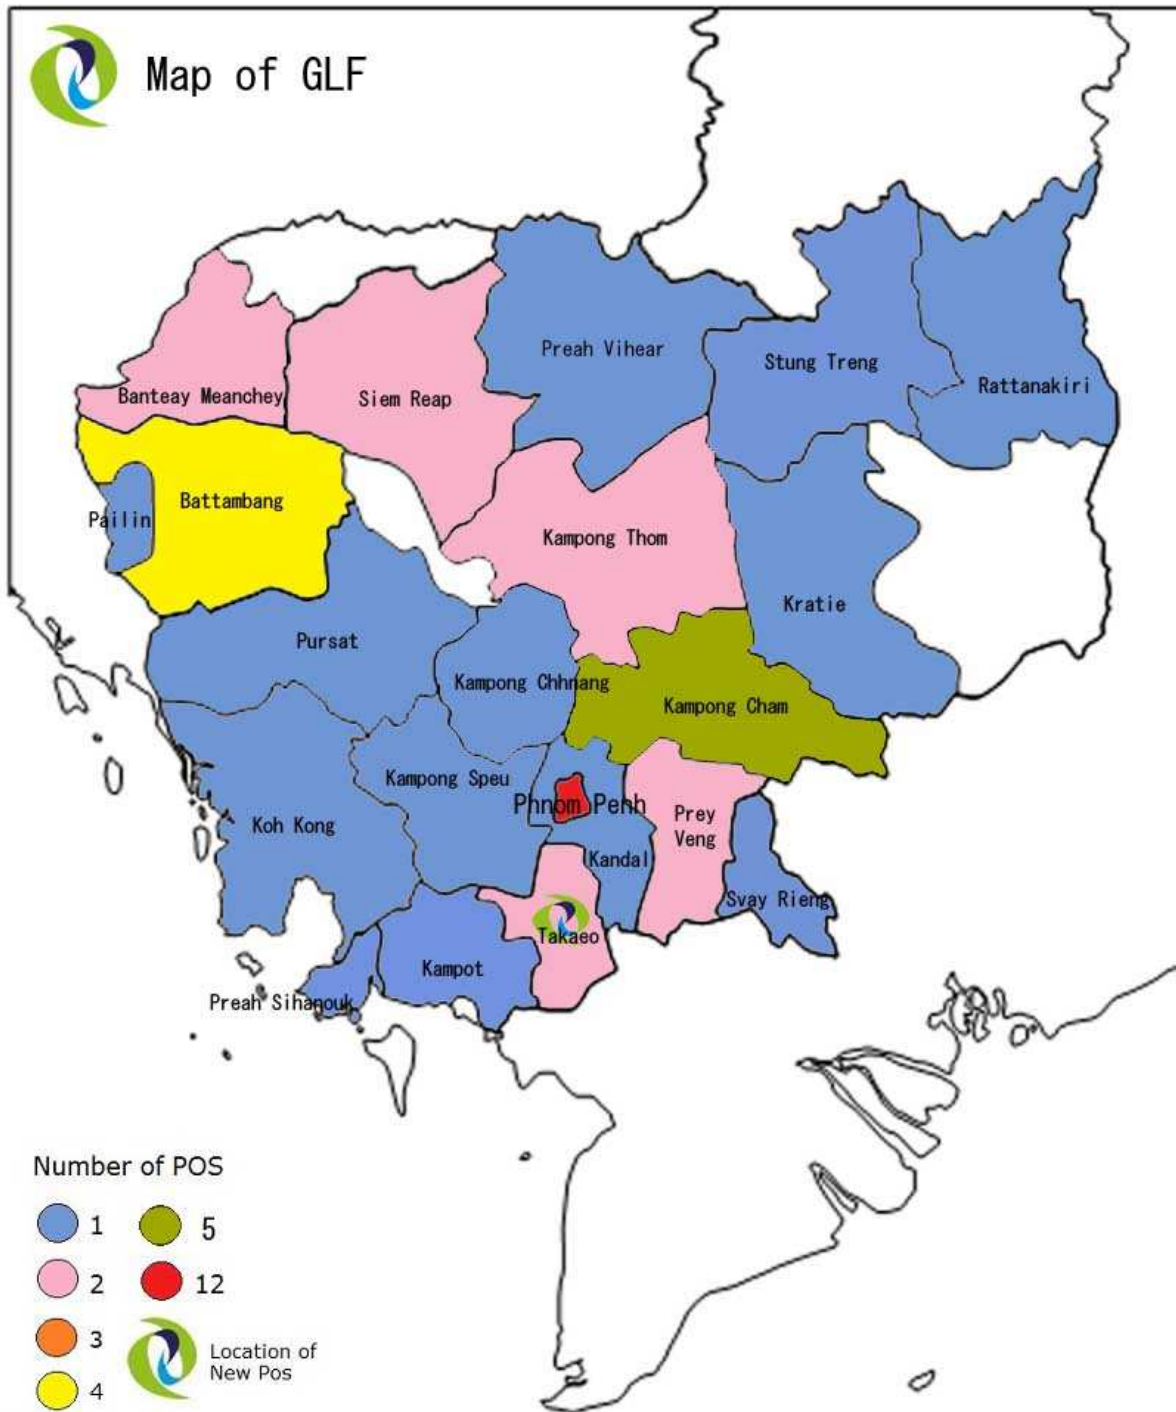 Map of GLF
Preah Vihear
Stung Treng
Rattanakiri
Banteay Meanchey
Siem Reap
Battambang
Pailin
Kampong Thom
Kratie
Pursat
Kampong Chhnang
Kampong Cham
Kampong Speu
Phnom Penh
Prey
Veng
Koh Kong
Kandal
Svay Rieng
Takaeo
Kampot
Preah Sihanouk
Number of POS
1
5
2
12
3
Location of
New Pos
4